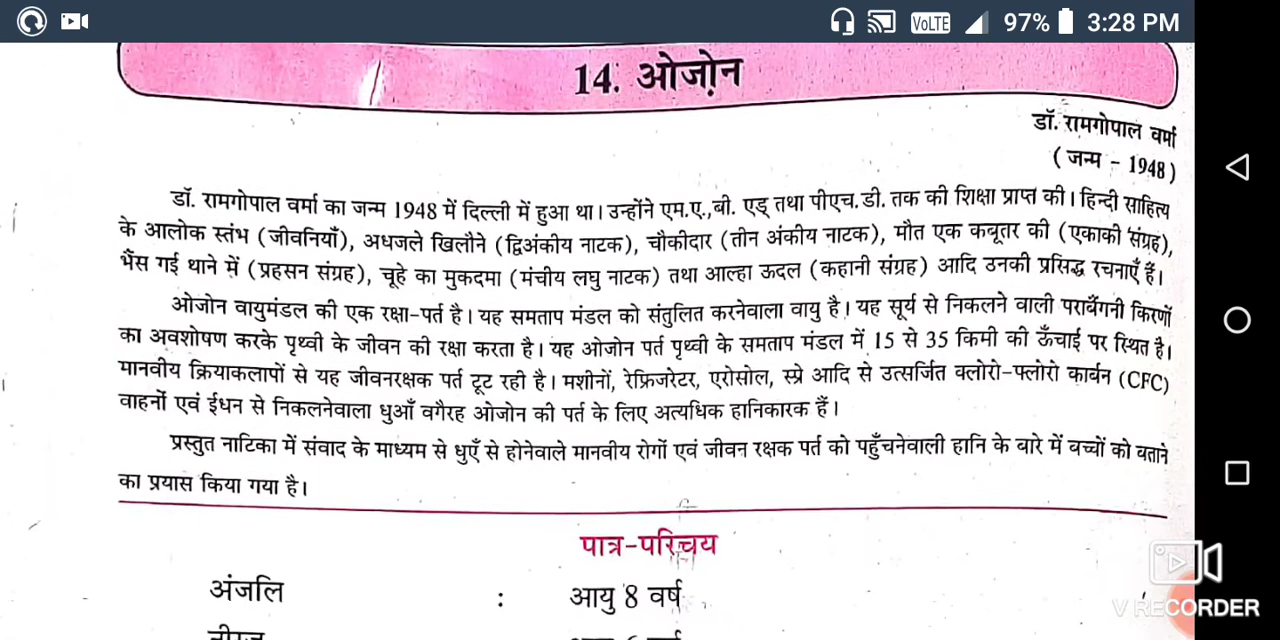 97% 3:28 PM
VoLTE
14. ओजोन
डॉ. रामगोपाल वर्मा
(जन्म - 1948)
डॉ. रामगोपाल वर्मा का जन्म 1948 में दिल्ली में हुआ था। उन्होंने एम.ए.,बी. एड् तथा पीएच.डी. तक की शिक्षा प्राप्त की। हिन्दी साहित्य
के आलोक स्तंभ (जीवनियाँ), अधजले खिलौने (द्विअंकीय नाटक), चौकीदार (तीन अंकीय नाटक), मौत एक कबूतर की (एकाकी संग्रह),
भैंस गई थाने में (प्रहसन संग्रह), चूहे का मुकदमा (मंचीय लघु नाटक) तथा आल्हा ऊदल (कहानी संग्रह) आदि उनकी प्रसिद्ध रचनाएँ हैं।
ओजोन वायुमंडल की एक रक्षा-पर्त है। यह समताप मंडल को संतुलित करनेवाला वायु है। यह सूर्य से निकलने वाली पराबैंगनी किरणों
का अवशोषण करके पृथ्वी के जीवन की रक्षा करता है। यह ओजोन पर्त पृथ्वी के समताप मंडल में 15 से 35 किमी की ऊँचाई पर स्थित है।
मानवीय क्रियाकलापों से यह जीवनरक्षक पर्त टूट रही है। मशीनों, रेफ्रिजरेटर, एरोसोल, स्प्रे आदि से उत्सर्जित क्लोरो-फ्लोरो कार्बन (CFC)
वाहनों एवं ईधन से निकलनेवाला धुआँ वगैरह ओजोन की पर्त के लिए अत्यधिक हानिकारक हैं।
प्रस्तुत नाटिका में संवाद के माध्यम से धुएँ से होनेवाले मानवीय रोगों एवं जीवन रक्षक पर्त को पहुँचनेवाली हानि के बारे में बच्चों को बताने
का प्रयास किया गया है।
पात्र-परिचय
अंजलि : आयु 8 वर्ष
V RECORDER